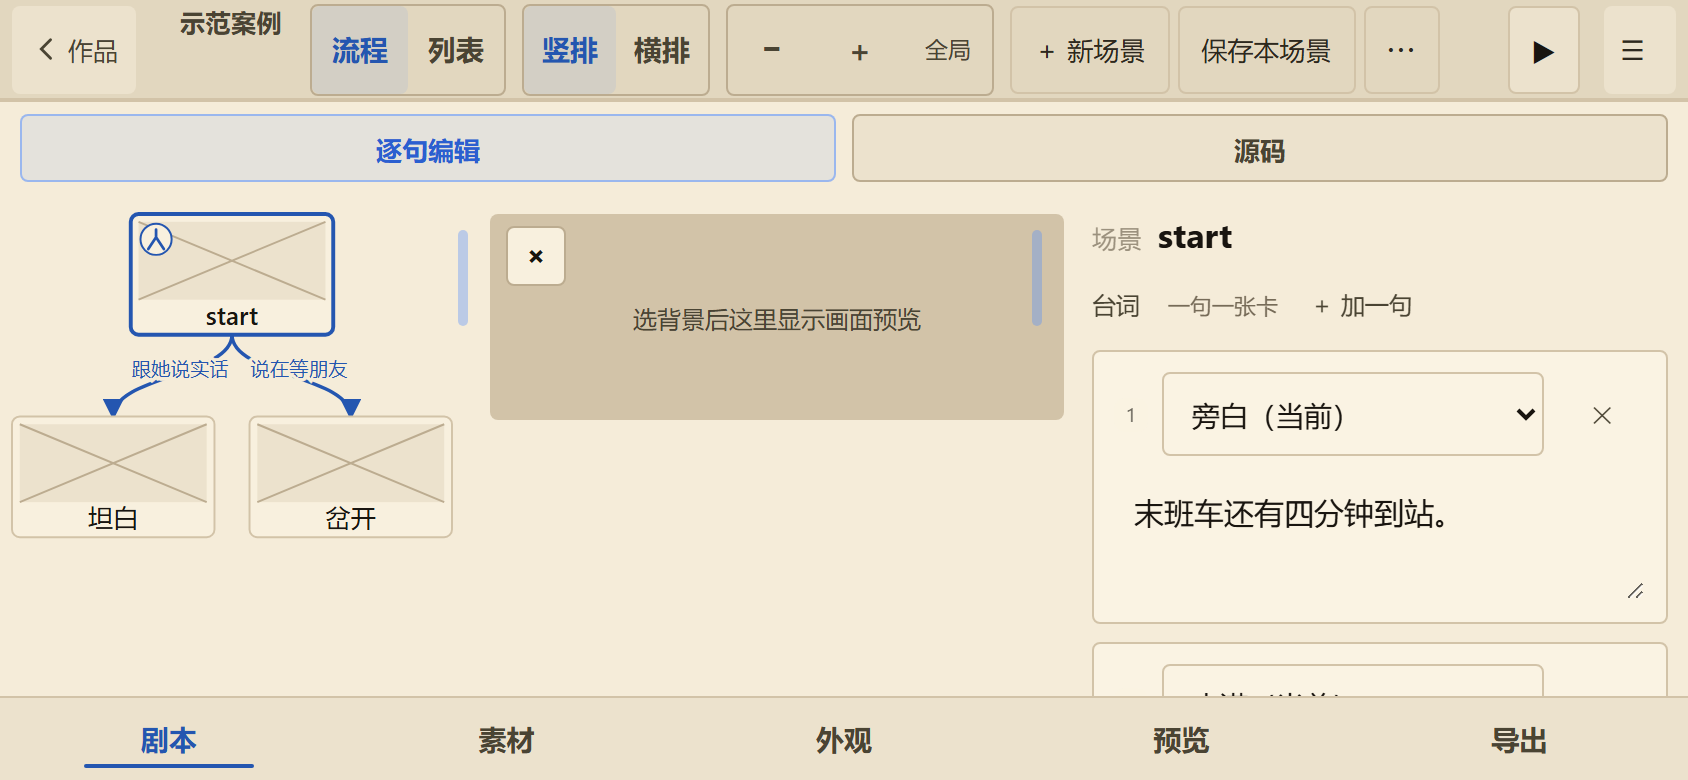 作品
示范案例
流程 列表
竖排 横排
− + 全局
+ 新场景
保存本场景
···
逐句编辑
源码
start
跟她说实话 说在等朋友
坦白 岔开
×
选背景后这里显示画面预览
场景 start
台词 一句一张卡 + 加一句
1 旁白（当前）
末班车还有四分钟到站。
剧本 素材 外观 预览 导出